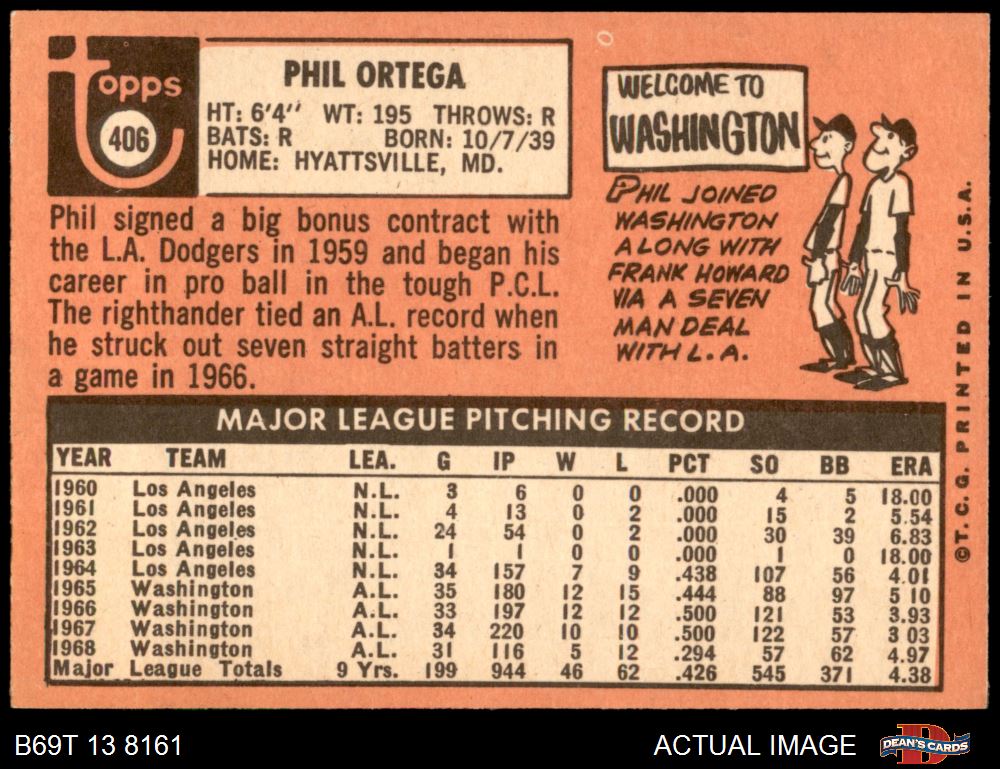 Topps
406
PHIL ORTEGA
HT: 6'4" WT: 195 THROWS: R
BATS: R BORN: 10/7/39
HOME: HYATTSVILLE, MD.
Phil signed a big bonus contract with
the L.A. Dodgers in 1959 and began his
career in pro ball in the tough P.C.L.
The righthander tied an A.L. record when
he struck out seven straight batters in
a game in 1966.
WELCOME TO
WASHINGTON
PHIL JOINED
WASHINGTON
ALONG WITH
FRANK HOWARD
VIA A SEVEN
MAN DEAL
WITH L.A.
©T.C.G. PRINTED IN U.S.A.
MAJOR LEAGUE PITCHING RECORD
YEAR TEAM LEA. G IP W L PCT SO BB ERA
1960 Los Angeles N.L. 3 6 0 0 .000 4 5 18.00
1961 Los Angeles N.L. 4 13 0 2 .000 15 2 5.54
1962 Los Angeles N.L. 24 54 0 2 .000 30 39 6.83
1963 Los Angeles N.L. 1 1 0 0 .000 1 0 18.00
1964 Los Angeles N.L. 34 157 7 9 .438 107 56 4.01
1965 Washington A.L. 35 180 12 15 .444 88 97 5 10
1966 Washington A.L. 33 197 12 12 .500 121 53 3.93
1967 Washington A.L. 34 220 10 10 .500 122 57 3 03
1968 Washington A.L. 31 116 5 12 .294 57 62 4.97
Major League Totals 9 Yrs. 199 944 46 62 .426 545 371 4.38
B69T 13 8161
ACTUAL IMAGE
DEAN'S CARDS